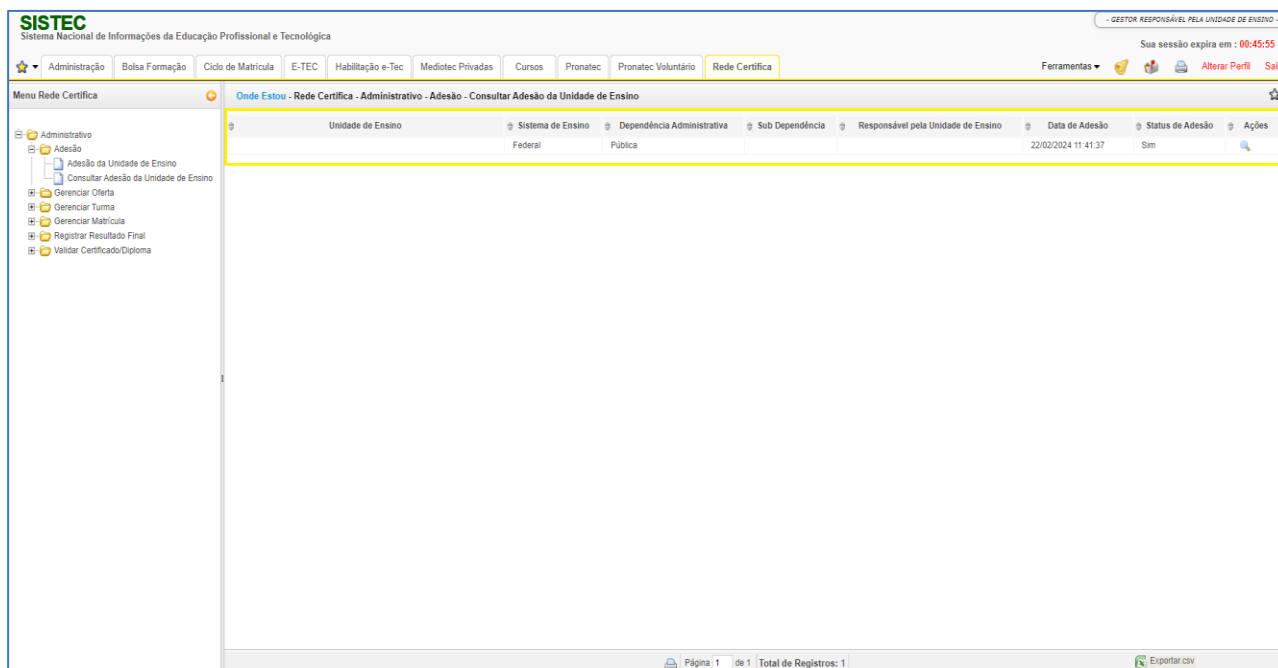 SISTEC
Sistema Nacional de Informações da Educação Profissional e Tecnológica
- GESTOR RESPONSÁVEL PELA UNIDADE DE ENSINO -
Sua sessão expira em : 00:45:55
Administração Bolsa Formação Ciclo de Matrícula E-TEC Habilitação e-Tec Mediotec Privadas Cursos Pronatec Pronatec Voluntário Rede Certifica Ferramentas Alterar Perfil
Menu Rede Certifica
Onde Estou - Rede Certifica - Administrativo - Adesão - Consultar Adesão da Unidade de Ensino
Unidade de Ensino Sistema de Ensino Dependência Administrativa Sub Dependência Responsável pela Unidade de Ensino Data de Adesão Status de Adesão Ações
Federal Pública 22/02/2024 11:41:37 Sim
Administrativo
Adesão
Adesão da Unidade de Ensino
Consultar Adesão da Unidade de Ensino
Gerenciar Oferta
Gerenciar Turma
Gerenciar Matrícula
Registrar Resultado Final
Validar Certificado/Diploma
Página 1 de 1 Total de Registros: 1 Exportar.csv